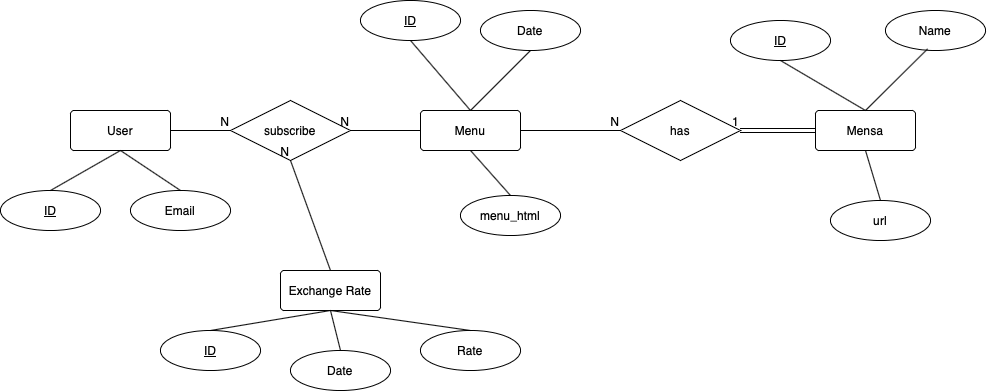 ID
Date
ID
Name
User
N
subscribe
N
Menu
N
has
1
Mensa
N
ID
Email
menu_html
url
Exchange Rate
ID
Date
Rate